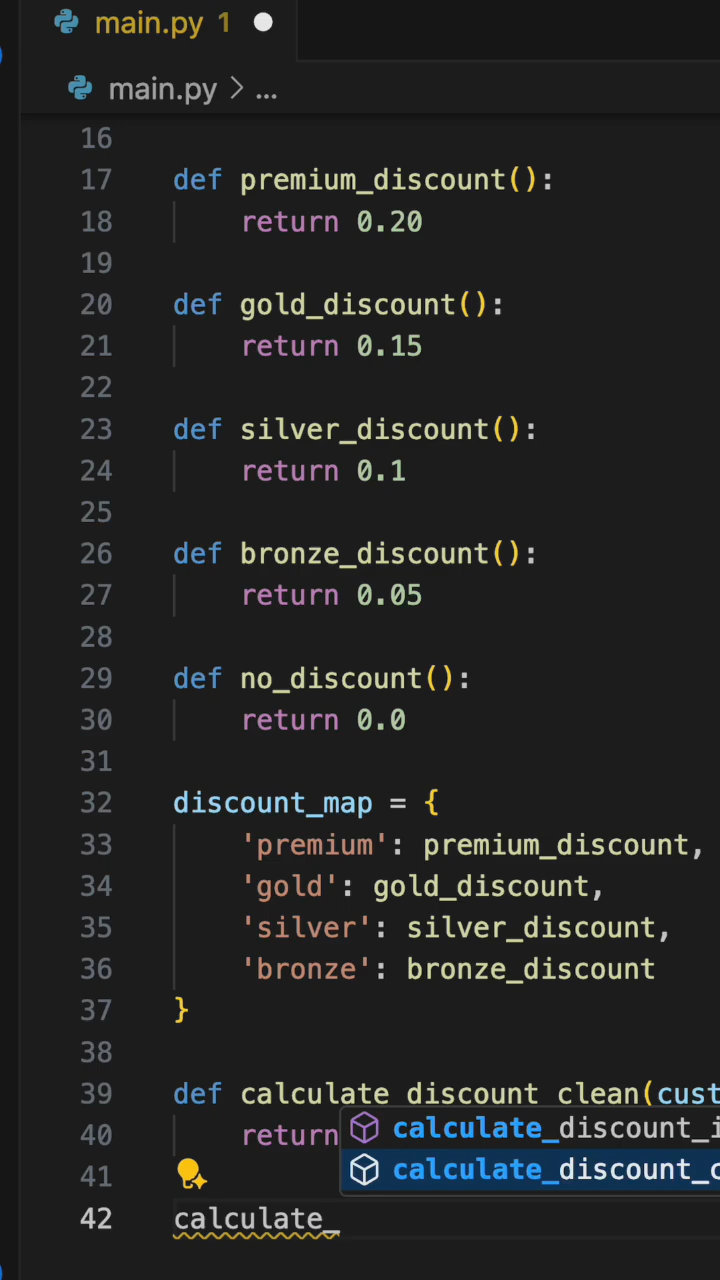 main.py 1
main.py > ...
16
17 def premium_discount():
18     return 0.20
19
20 def gold_discount():
21     return 0.15
22
23 def silver_discount():
24     return 0.1
25
26 def bronze_discount():
27     return 0.05
28
29 def no_discount():
30     return 0.0
31
32 discount_map = {
33     'premium': premium_discount,
34     'gold': gold_discount,
35     'silver': silver_discount,
36     'bronze': bronze_discount
37 }
38
39 def calculate_discount_clean(cust
40     return
calculate_discount_i
41
calculate_discount_c
42 calculate_